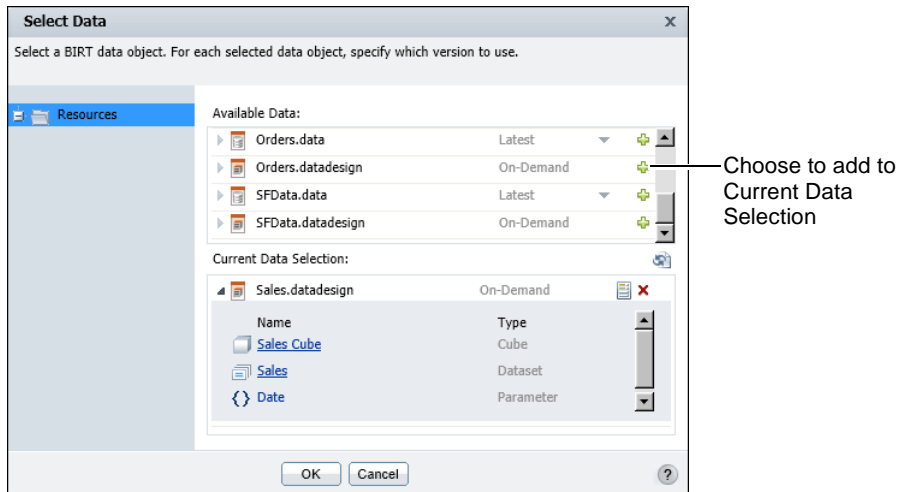 Select Data
Select a BIRT data object. For each selected data object, specify which version to use.
Resources
Available Data:
Orders.data Latest
Orders.datadesign On-Demand
SFData.data Latest
SFData.datadesign On-Demand
Choose to add to
Current Data
Selection
Current Data Selection:
Sales.datadesign On-Demand
Name Type
Sales Cube Cube
Sales Dataset
{} Date Parameter
OK Cancel ?